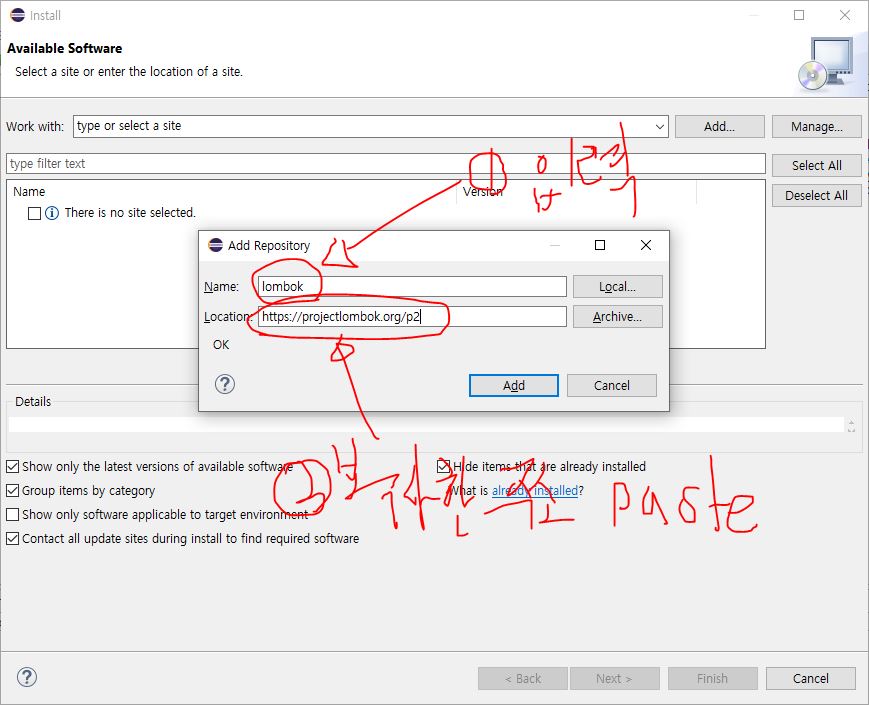 Install
Available Software
Select a site or enter the location of a site.
Work with: type or select a site Add... Manage...
type filter text Select All
Name Version Deselect All
There is no site selected.
① 입력
Add Repository
Name: lombok Local...
Location: https://projectlombok.org/p2 Archive...
OK
Add Cancel
Details
② 복사한 주소 paste
Show only the latest versions of available software Hide items that are already installed
Group items by category What is already installed?
Show only software applicable to target environment
Contact all update sites during install to find required software
< Back Next > Finish Cancel